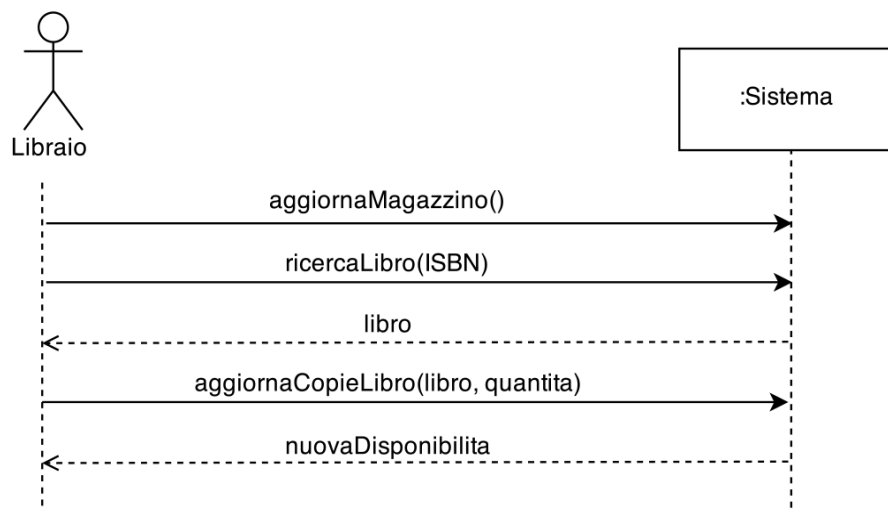 :Sistema
Libraio
aggiornaMagazzino()
ricercaLibro(ISBN)
libro
aggiornaCopieLibro(libro, quantita)
nuovaDisponibilita